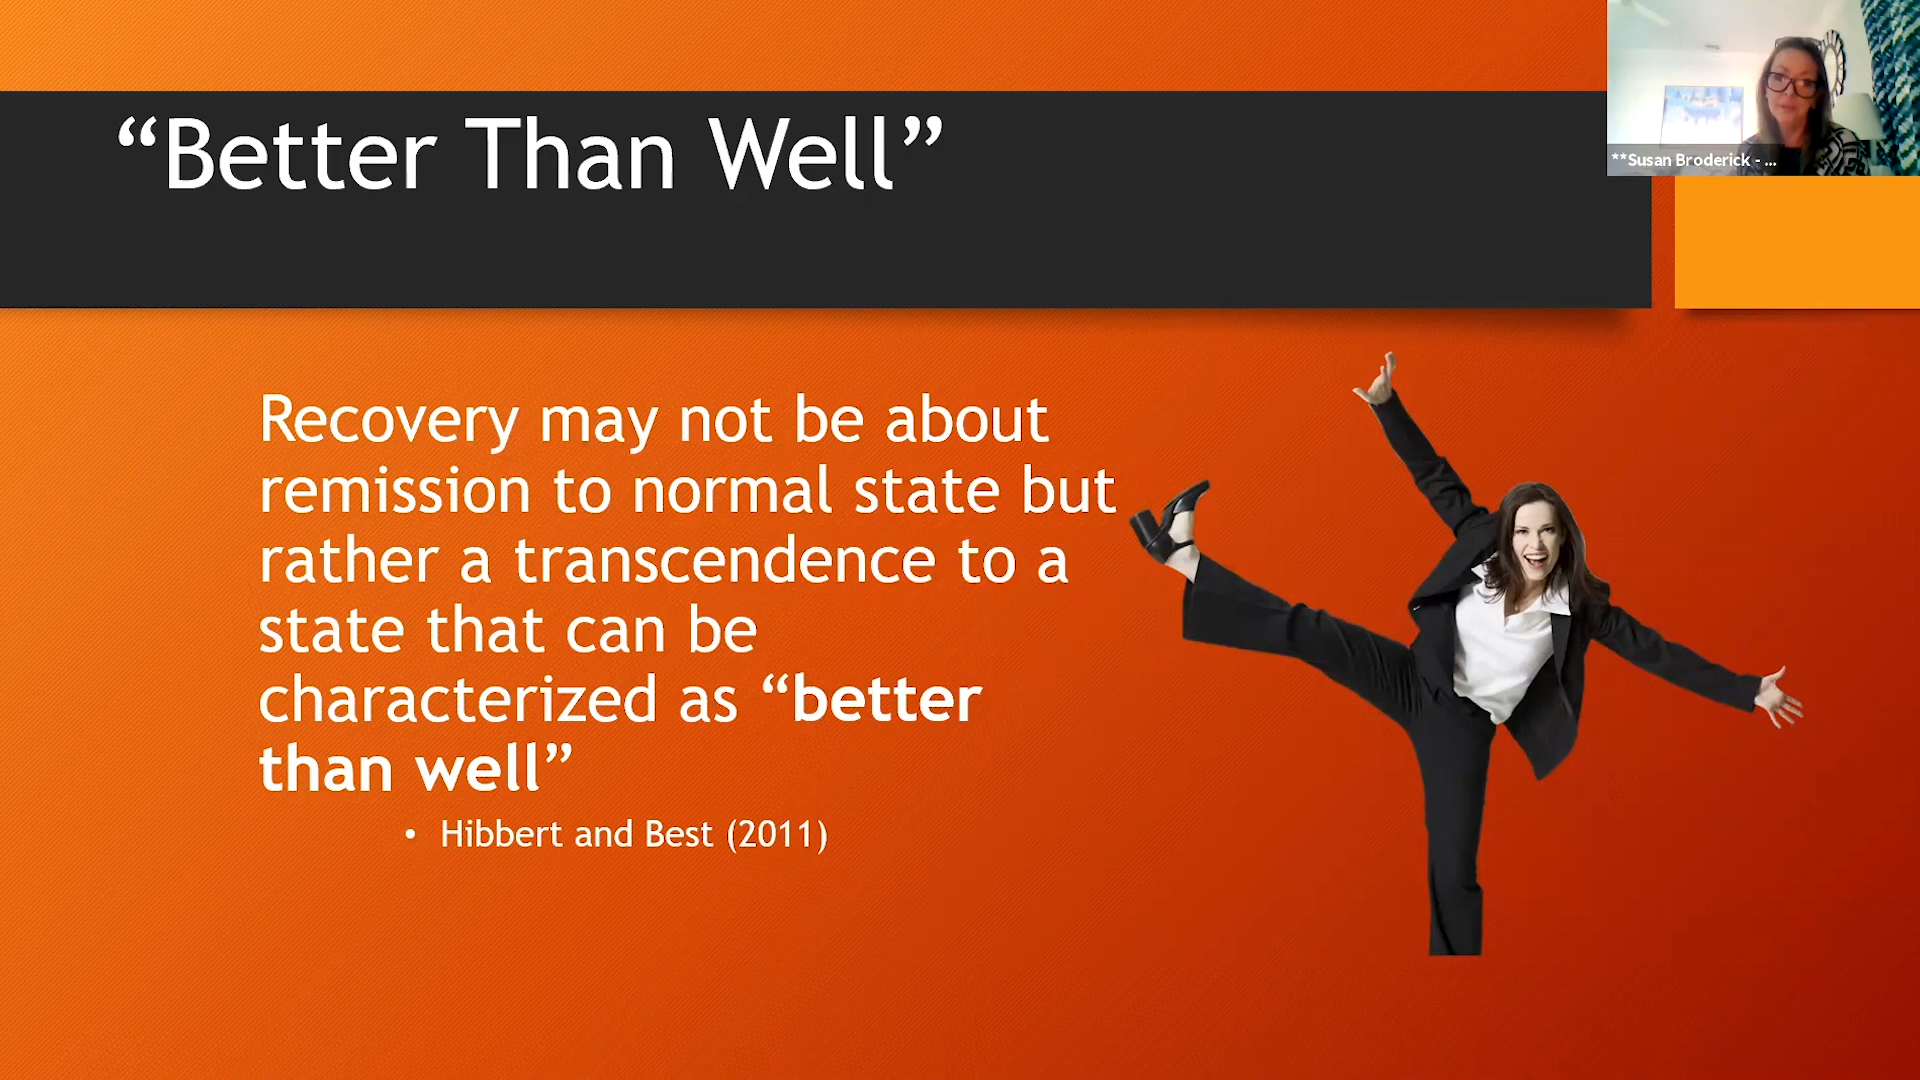 “Better Than Well”
**Susan Broderick - ...
Recovery may not be about
remission to normal state but
rather a transcendence to a
state that can be
characterized as “better
than well”
• Hibbert and Best (2011)